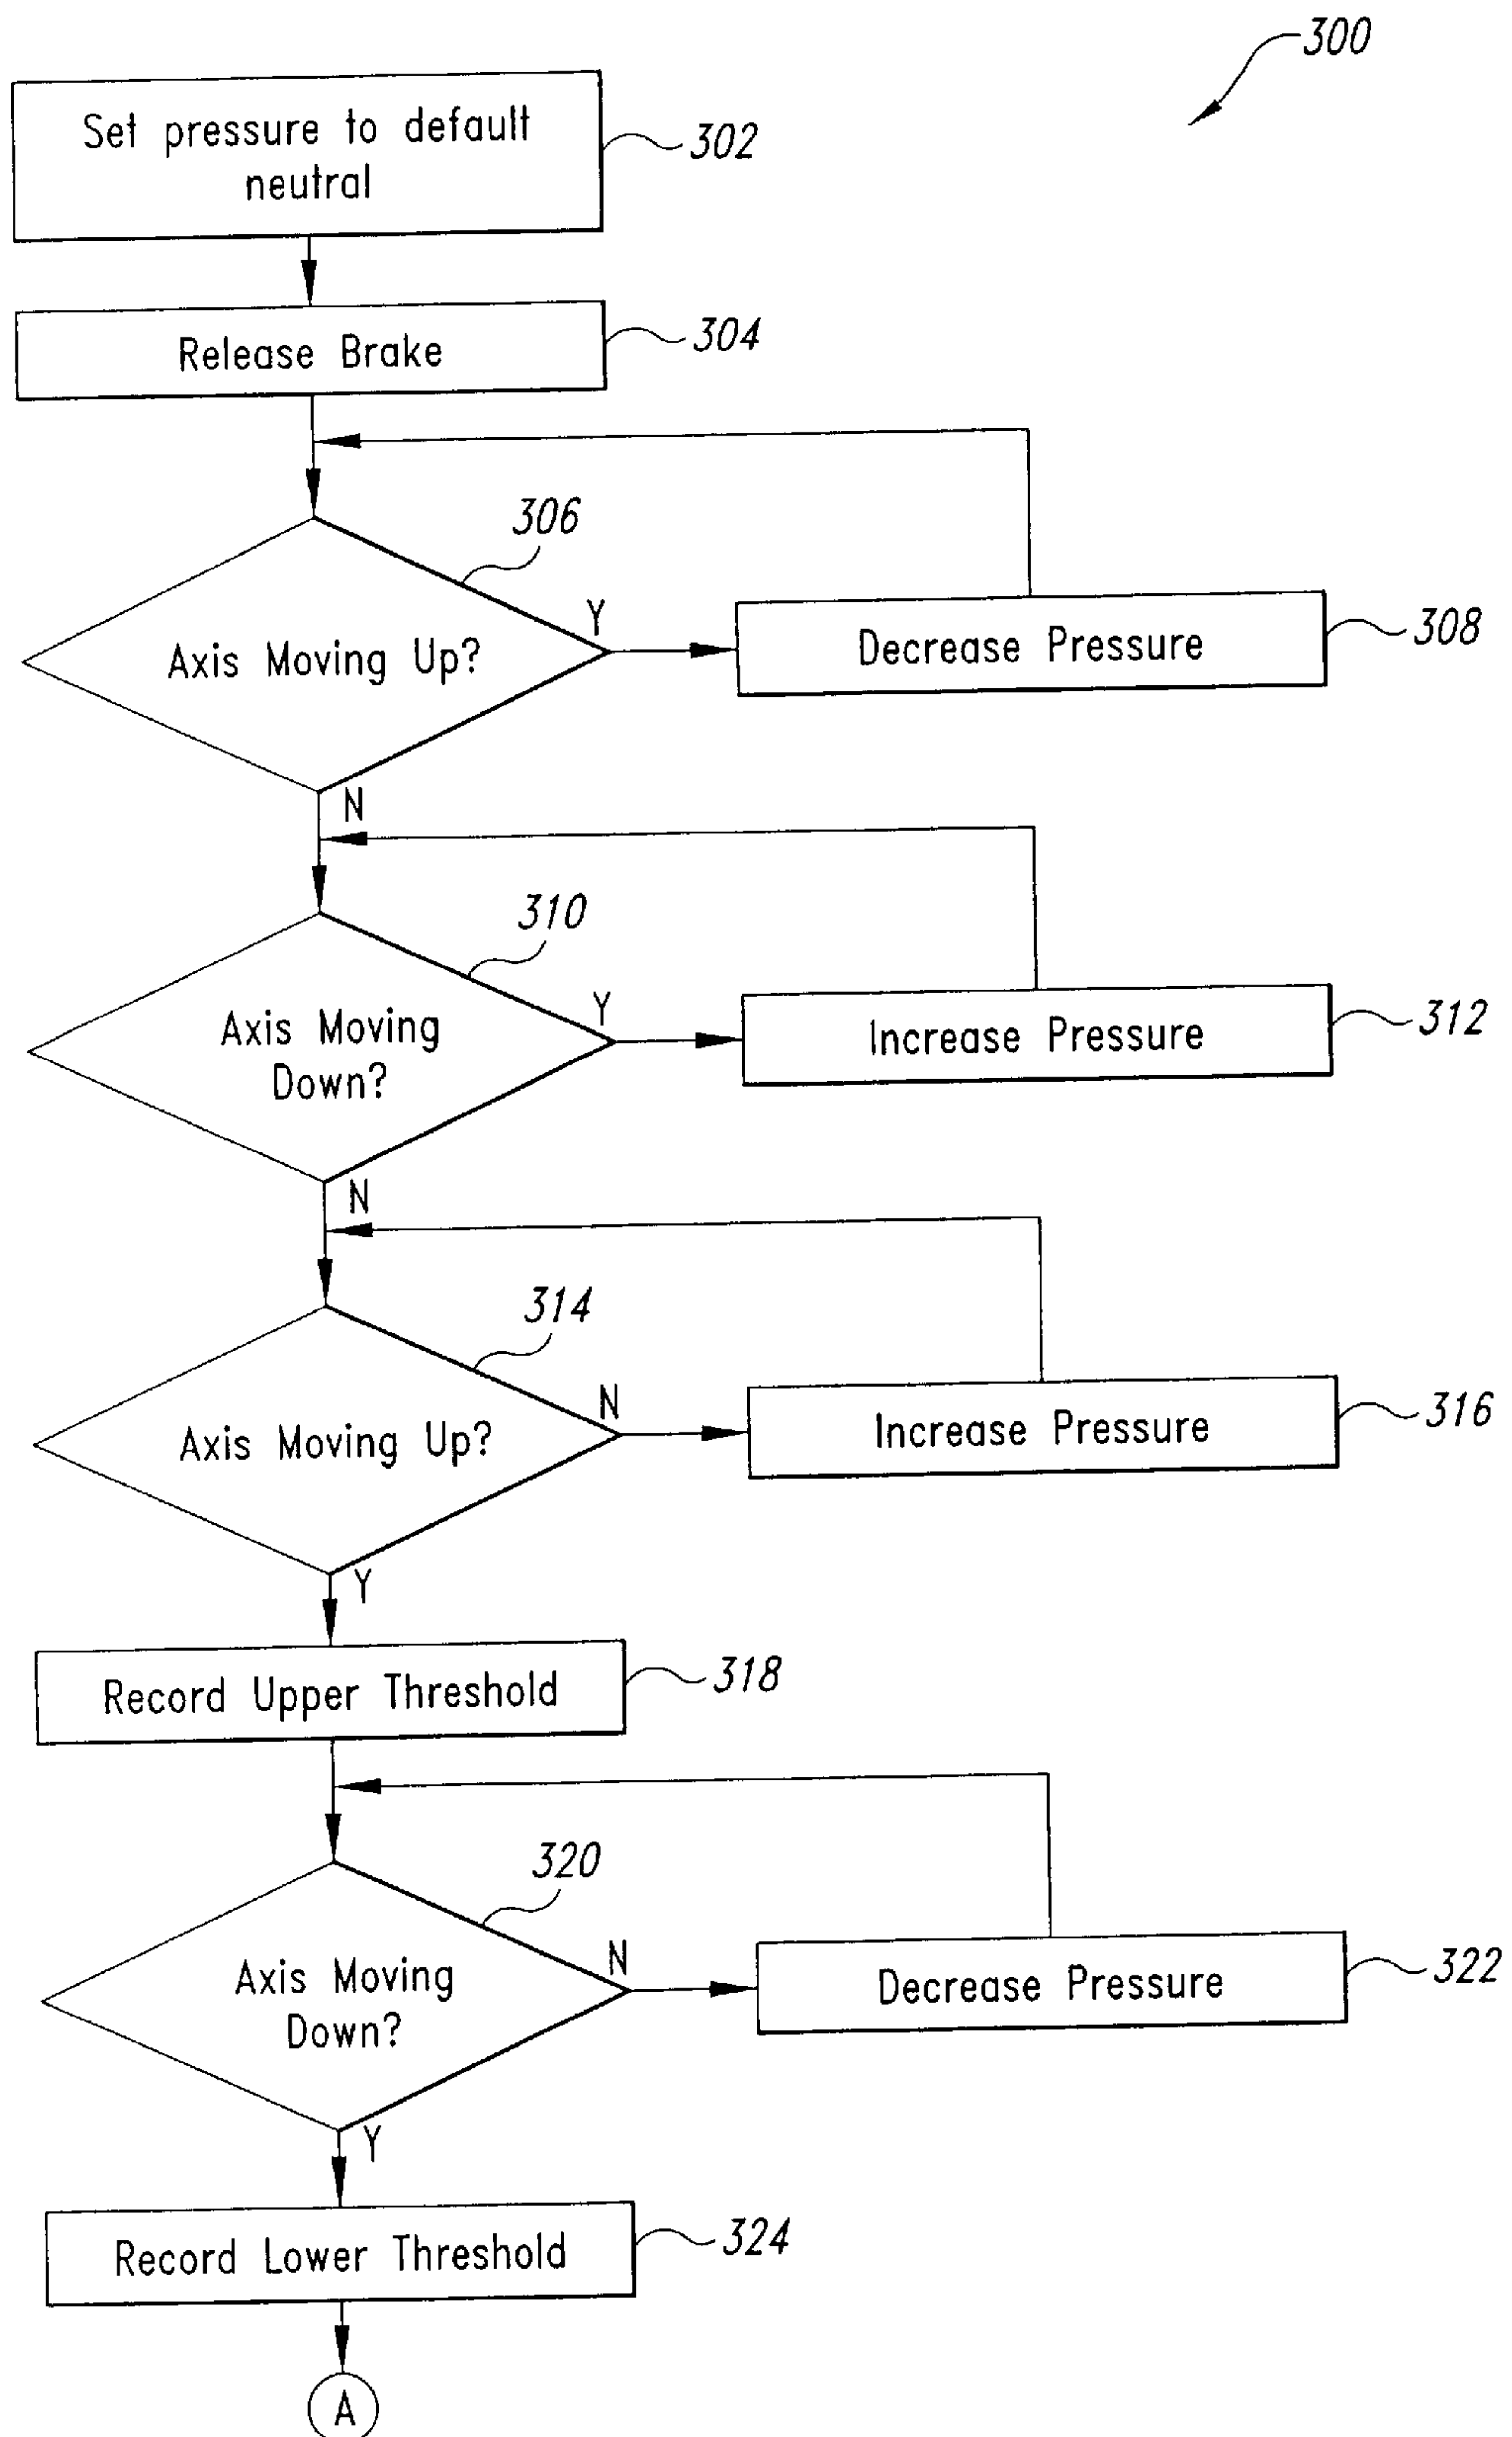 300
Set pressure to default
neutral
302
Release Brake
304
306
Axis Moving Up?
Y
Decrease Pressure
308
N
310
Axis Moving
Down?
Y
Increase Pressure
312
N
314
Axis Moving Up?
N
Increase Pressure
316
Y
Record Upper Threshold
318
320
Axis Moving
Down?
N
Decrease Pressure
322
Y
Record Lower Threshold
324
A